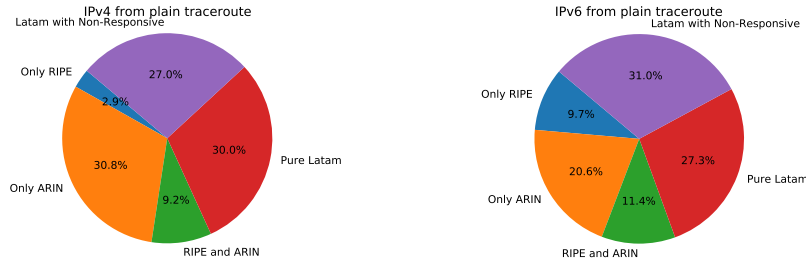 IPv4 from plain traceroute
Latam with Non-Responsive
27.0%
Only RIPE
2.9%
30.0%
Pure Latam
30.8%
Only ARIN
9.2%
RIPE and ARIN
IPv6 from plain traceroute
Latam with Non-Responsive
31.0%
Only RIPE
9.7%
27.3%
Pure Latam
20.6%
Only ARIN
11.4%
RIPE and ARIN